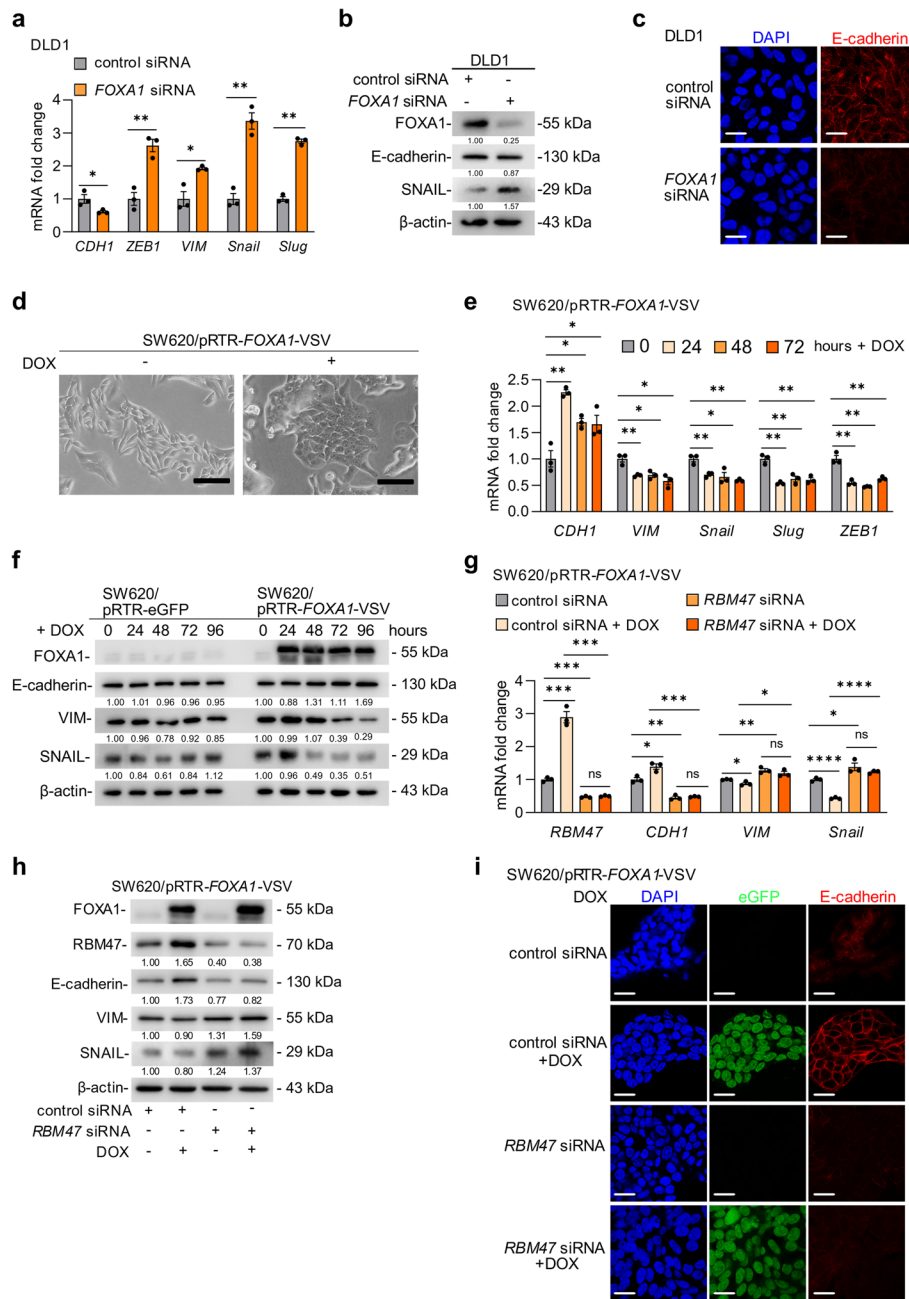 a
DLD1
control siRNA
FOXA1 siRNA
mRNA fold change
4
3
2
1
0
* ** * ** **
CDH1 ZEB1 VIM Snail Slug
b
DLD1
control siRNA + -
FOXA1 siRNA - +
FOXA1- -55 kDa
1.00 0.25
E-cadherin- -130 kDa
1.00 0.87
SNAIL- -29 kDa
1.00 1.57
β-actin- -43 kDa
c
DLD1 DAPI E-cadherin
control
siRNA
FOXA1
siRNA
d
SW620/pRTR-FOXA1-VSV
DOX - +
e
SW620/pRTR-FOXA1-VSV
0 24 48 72 hours + DOX
mRNA fold change
2.5
2.0
1.5
1.0
0.5
0.0
* * **
* * **
** * **
** ** **
** ** **
CDH1 VIM Snail Slug ZEB1
f
SW620/
pRTR-eGFP
SW620/
pRTR-FOXA1-VSV
+ DOX 0 24 48 72 96 0 24 48 72 96 hours
FOXA1- - 55 kDa
E-cadherin- - 130 kDa
1.00 1.01 0.96 0.96 0.95 1.00 0.88 1.31 1.11 1.69
VIM- - 55 kDa
1.00 0.96 0.78 0.92 0.85 1.00 0.99 1.07 0.39 0.29
SNAIL- - 29 kDa
1.00 0.84 0.61 0.84 1.12 1.00 0.96 0.49 0.35 0.51
β-actin- - 43 kDa
g
SW620/pRTR-FOXA1-VSV
control siRNA RBM47 siRNA
control siRNA + DOX RBM47 siRNA + DOX
mRNA fold change
4
3
2
1
0
*** *** *** ns
*** ** * ns
* ** * ns
**** * ns ****
RBM47 CDH1 VIM Snail
h
SW620/pRTR-FOXA1-VSV
FOXA1- - 55 kDa
RBM47- - 70 kDa
1.00 1.65 0.40 0.38
E-cadherin- - 130 kDa
1.00 1.73 0.77 0.82
VIM- - 55 kDa
1.00 0.90 1.31 1.59
SNAIL- - 29 kDa
1.00 0.80 1.24 1.37
β-actin- - 43 kDa
control siRNA + + - -
RBM47 siRNA - - + +
DOX - + - +
i
SW620/pRTR-FOXA1-VSV
DOX DAPI eGFP E-cadherin
control siRNA
control siRNA
+DOX
RBM47 siRNA
RBM47 siRNA
+DOX